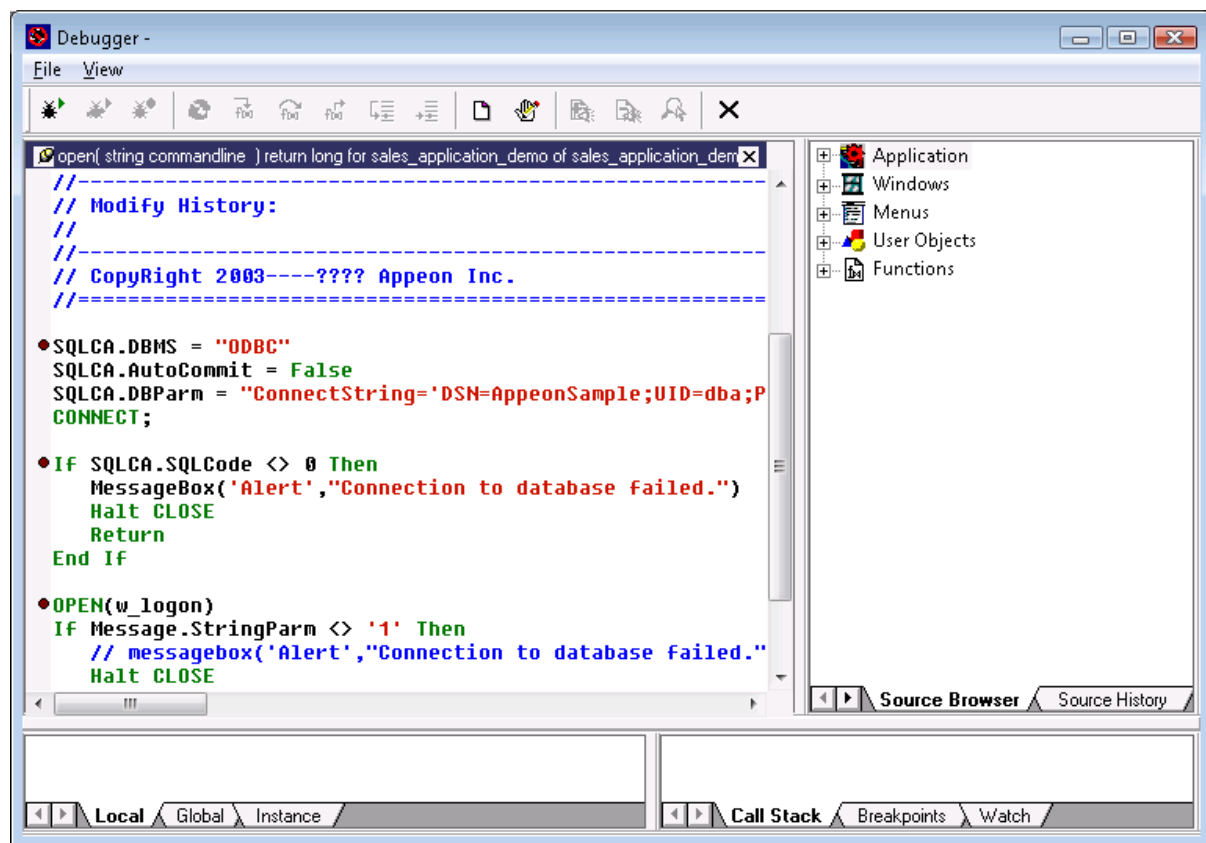 Debugger -
File View
open( string commandline ) return long for sales_application_demo of sales_application_dem
//------------------------------------------------------
// Modify History:
//
//------------------------------------------------------
// CopyRight 2003----???? Appeon Inc.
//======================================================
SQLCA.DBMS = "ODBC"
SQLCA.AutoCommit = False
SQLCA.DBParm = "ConnectString='DSN=AppeonSample;UID=dba;P
CONNECT;
If SQLCA.SQLCode <> 0 Then
MessageBox('Alert',"Connection to database failed.")
Halt CLOSE
Return
End If
OPEN(w_logon)
If Message.StringParm <> '1' Then
// messagebox('Alert',"Connection to database failed."
Halt CLOSE
Application
Windows
Menus
User Objects
Functions
Source Browser Source History
Local Global Instance
Call Stack Breakpoints Watch